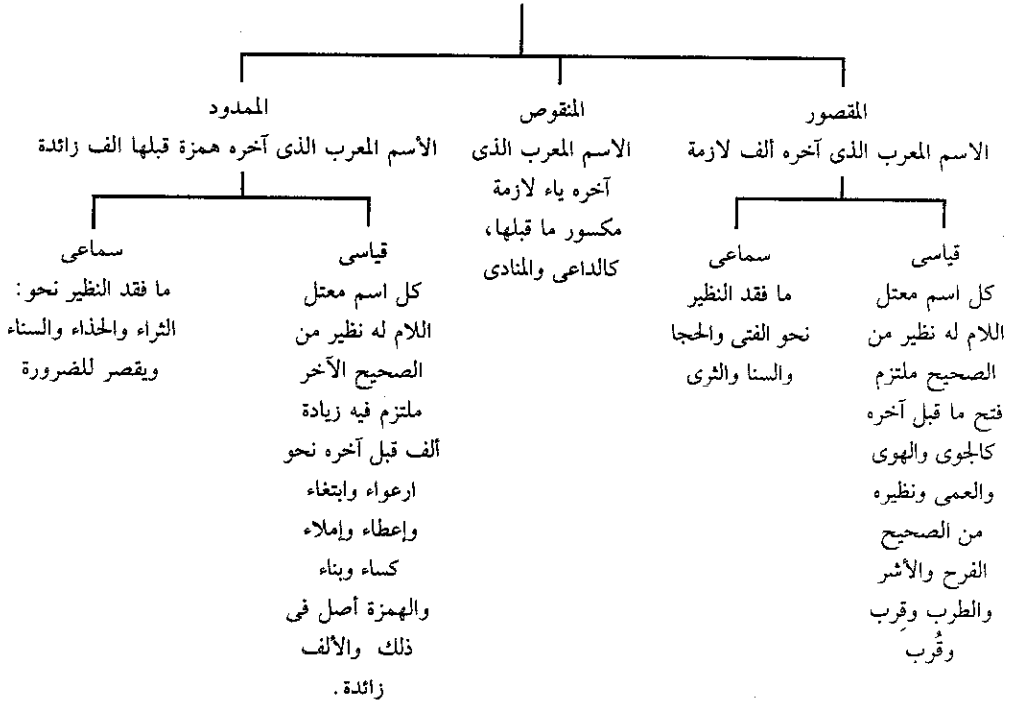 المقصور
الاسم المعرب الذى آخره ألف لازمة
قياسى
كل اسم معتل
اللام له نظير من
الصحيح ملتزم
فتح ما قبل آخره
كالجوى والهوى
والعمى ونظيره
من الصحيح
الفرح والأشر
والطرب وقِرب
وقُرب
سماعى
ما فقد النظير
نحو الفتى والحجا
والسنا والثرى
المنقوص
الاسم المعرب الذى
آخره ياء لازمة
مكسور ما قبلها،
كالداعى والمنادى
الممدود
الأسم المعرب الذى آخره همزة قبلها الف زائدة
قياسى
كل اسم معتل
اللام له نظير من
الصحيح الآخر
ملتزم فيه زيادة
ألف قبل آخره نحو
ارعواء وابتغاء
وإعطاء وإملاء
كساء وبناء
والهمزة أصل فى
ذلك والألف
زائدة.
سماعى
ما فقد النظير نحو:
الثراء والحذاء والسناء
ويقصر للضرورة